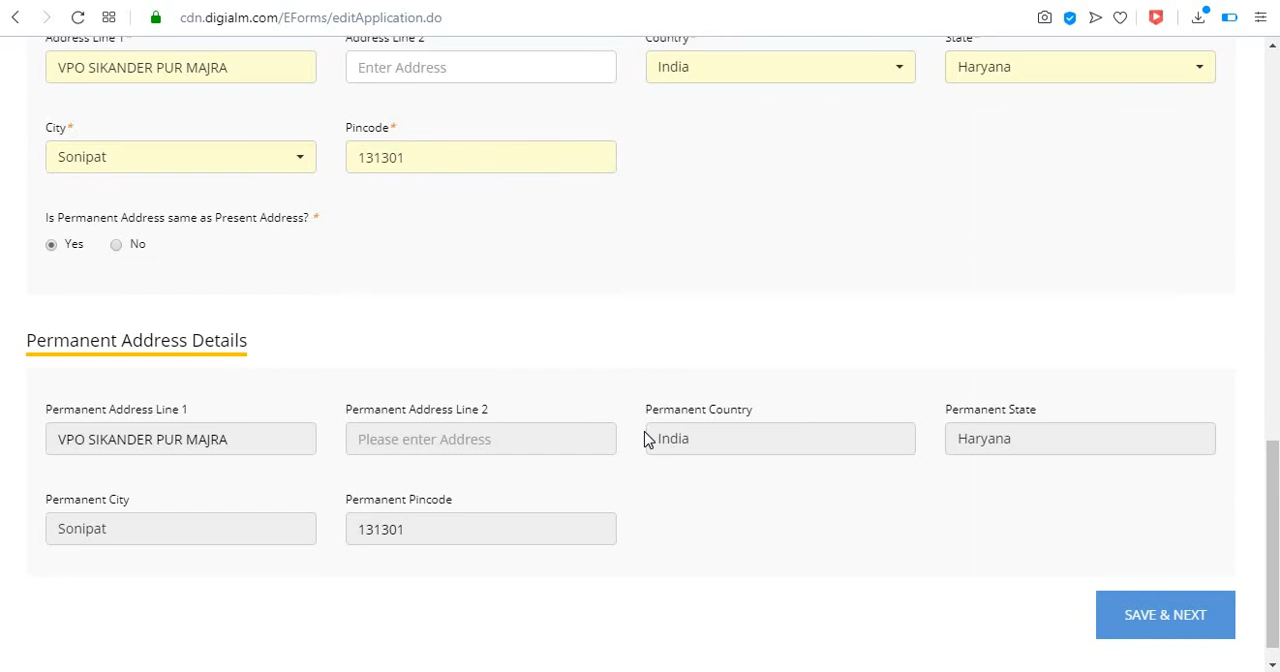 cdn.digialm.com/EForms/editApplication.do
Address Line 1* Address Line 2 Country* State*
VPO SIKANDER PUR MAJRA Enter Address India Haryana
City* Pincode*
Sonipat 131301
Is Permanent Address same as Present Address? *
Yes No
Permanent Address Details
Permanent Address Line 1 Permanent Address Line 2 Permanent Country Permanent State
VPO SIKANDER PUR MAJRA Please enter Address India Haryana
Permanent City Permanent Pincode
Sonipat 131301
SAVE & NEXT